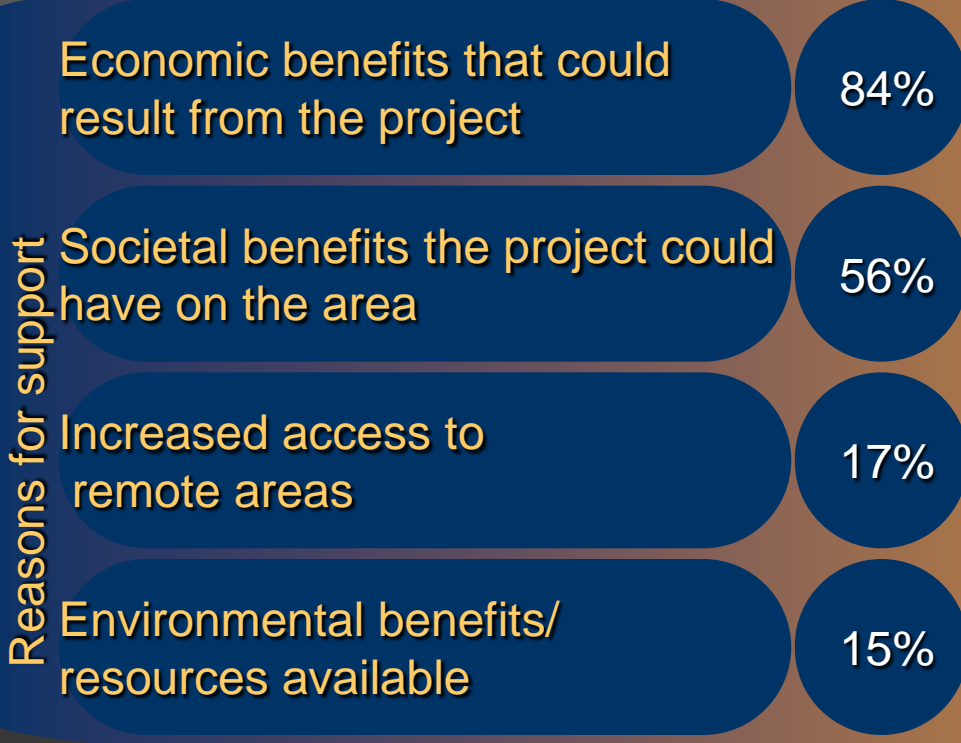 Reasons for support
Economic benefits that could
result from the project
84%
Societal benefits the project could
have on the area
56%
Increased access to
remote areas
17%
Environmental benefits/
resources available
15%